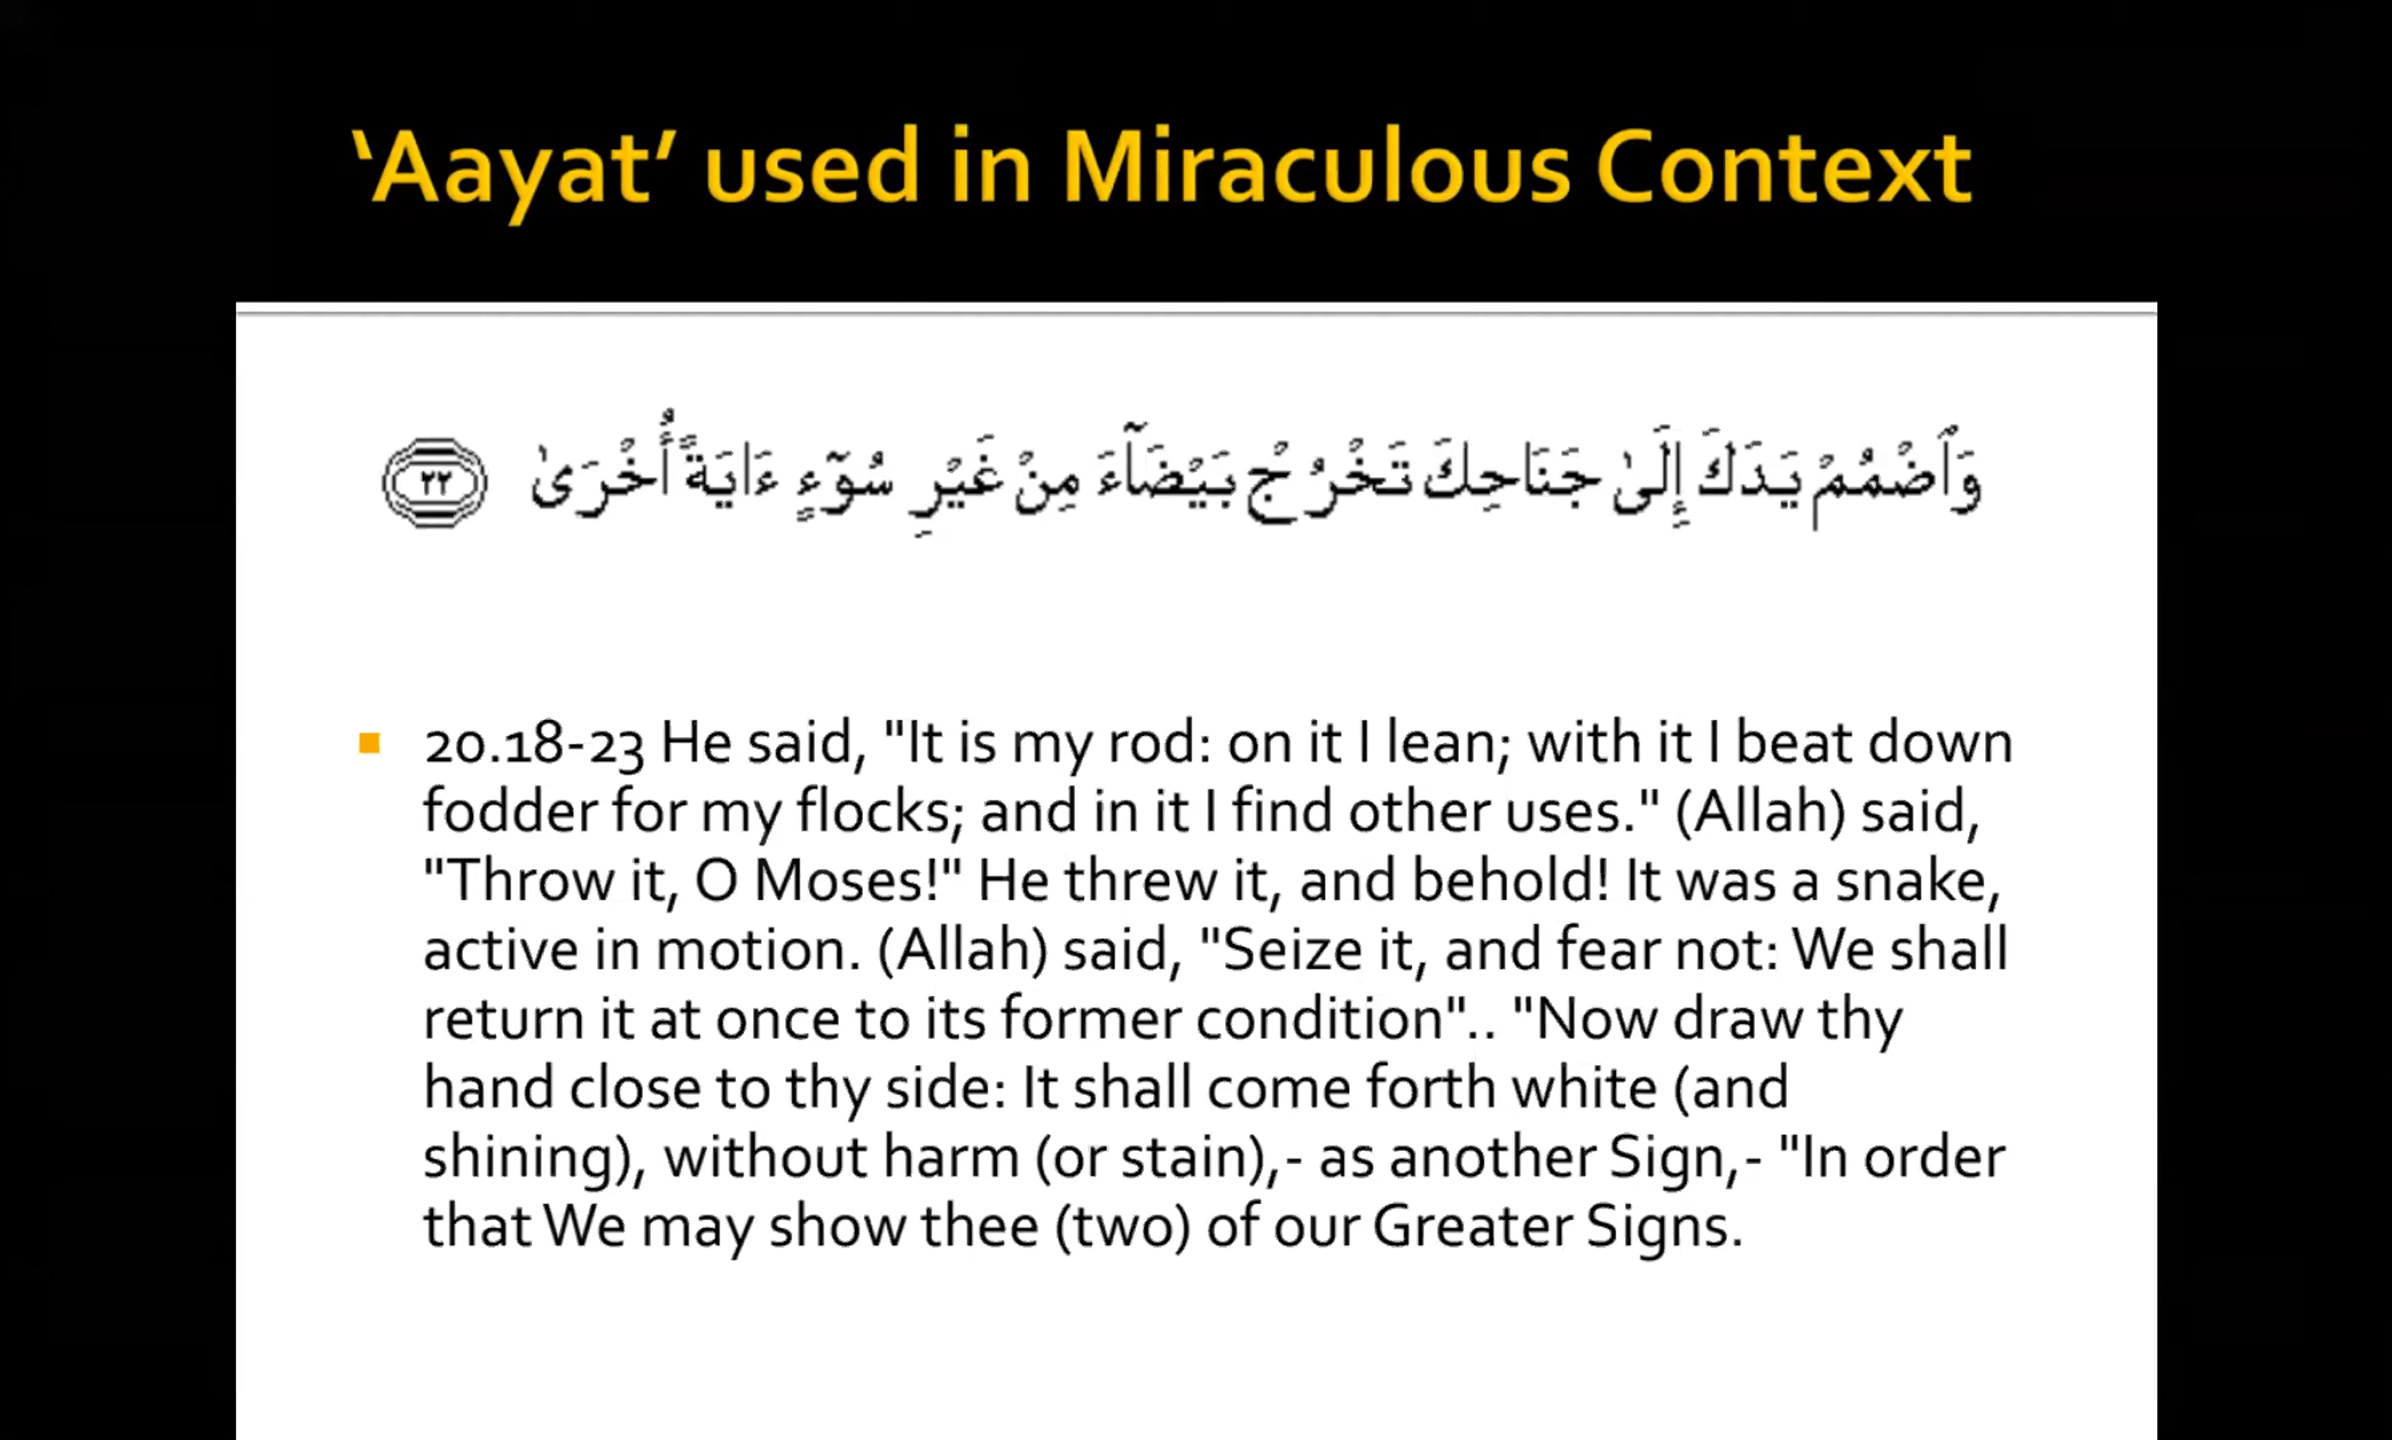 ‘Aayat’ used in Miraculous Context
وَٱضْمُمْ يَدَكَ إِلَىٰ جَنَاحِكَ تَخْرُجْ بَيْضَآءَ مِنْ غَيْرِ سُوٓءٍ ءَايَةً أُخْرَىٰ ٢٢
20.18-23 He said, "It is my rod: on it I lean; with it I beat down
fodder for my flocks; and in it I find other uses." (Allah) said,
"Throw it, O Moses!" He threw it, and behold! It was a snake,
active in motion. (Allah) said, "Seize it, and fear not: We shall
return it at once to its former condition".. "Now draw thy
hand close to thy side: It shall come forth white (and
shining), without harm (or stain),- as another Sign,- "In order
that We may show thee (two) of our Greater Signs.